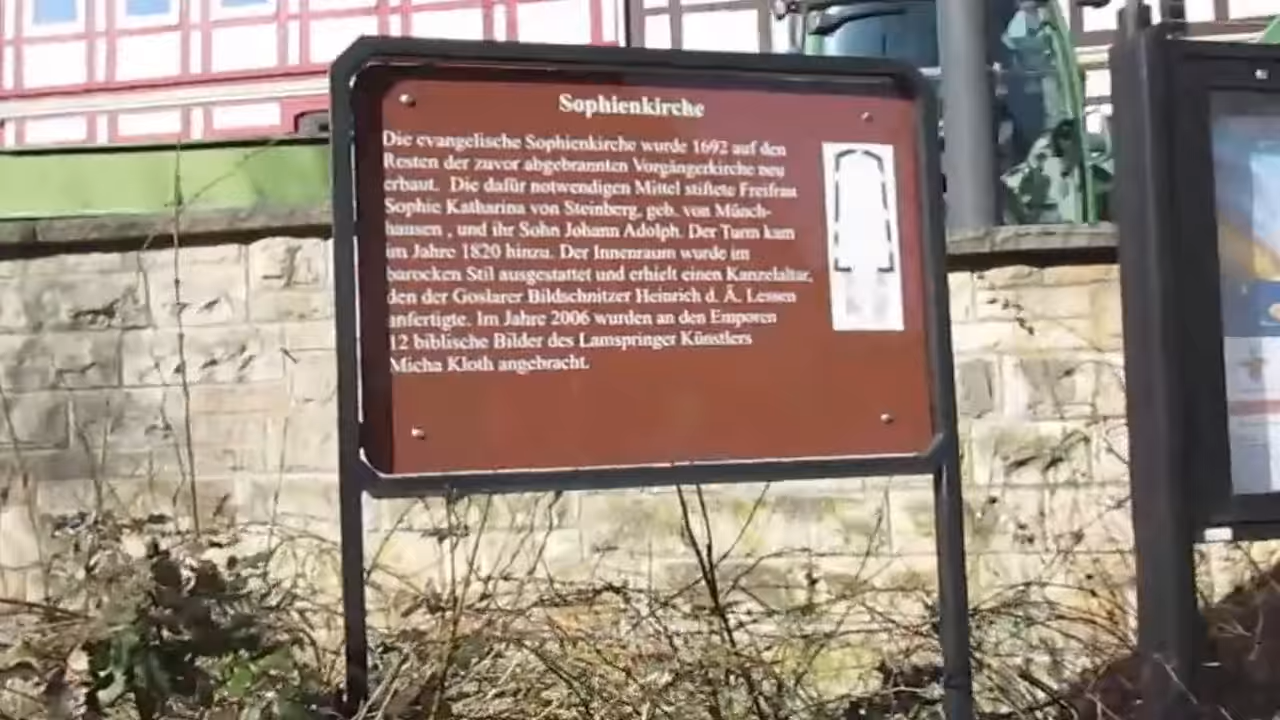 Sophienkirche
Die evangelische Sophienkirche wurde 1692 auf den
Resten der zuvor abgebrannten Vorgängerkirche neu
erbaut. Die dafür notwendigen Mittel stiftete Freifrau
Sophie Katharina von Steinberg, geb. von Münch-
hausen , und ihr Sohn Johann Adolph. Der Turm kam
im Jahre 1820 hinzu. Der Innenraum wurde im
barocken Stil ausgestattet und erhielt einen Kanzelaltar,
den der Goslarer Bildschnitzer Heinrich d. Ä. Lessen
anfertigte. Im Jahre 2006 wurden an den Emporen
12 biblische Bilder des Lamspringer Künstlers
Micha Kloth angebracht.